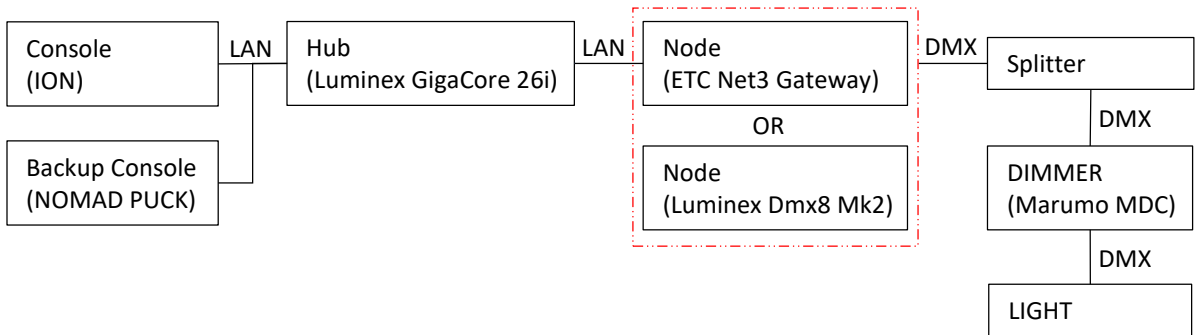 Console
(ION)
LAN
Hub
(Luminex GigaCore 26i)
LAN
Node
(ETC Net3 Gateway)
DMX
Splitter
OR
DMX
Backup Console
(NOMAD PUCK)
Node
(Luminex Dmx8 Mk2)
DIMMER
(Marumo MDC)
DMX
LIGHT